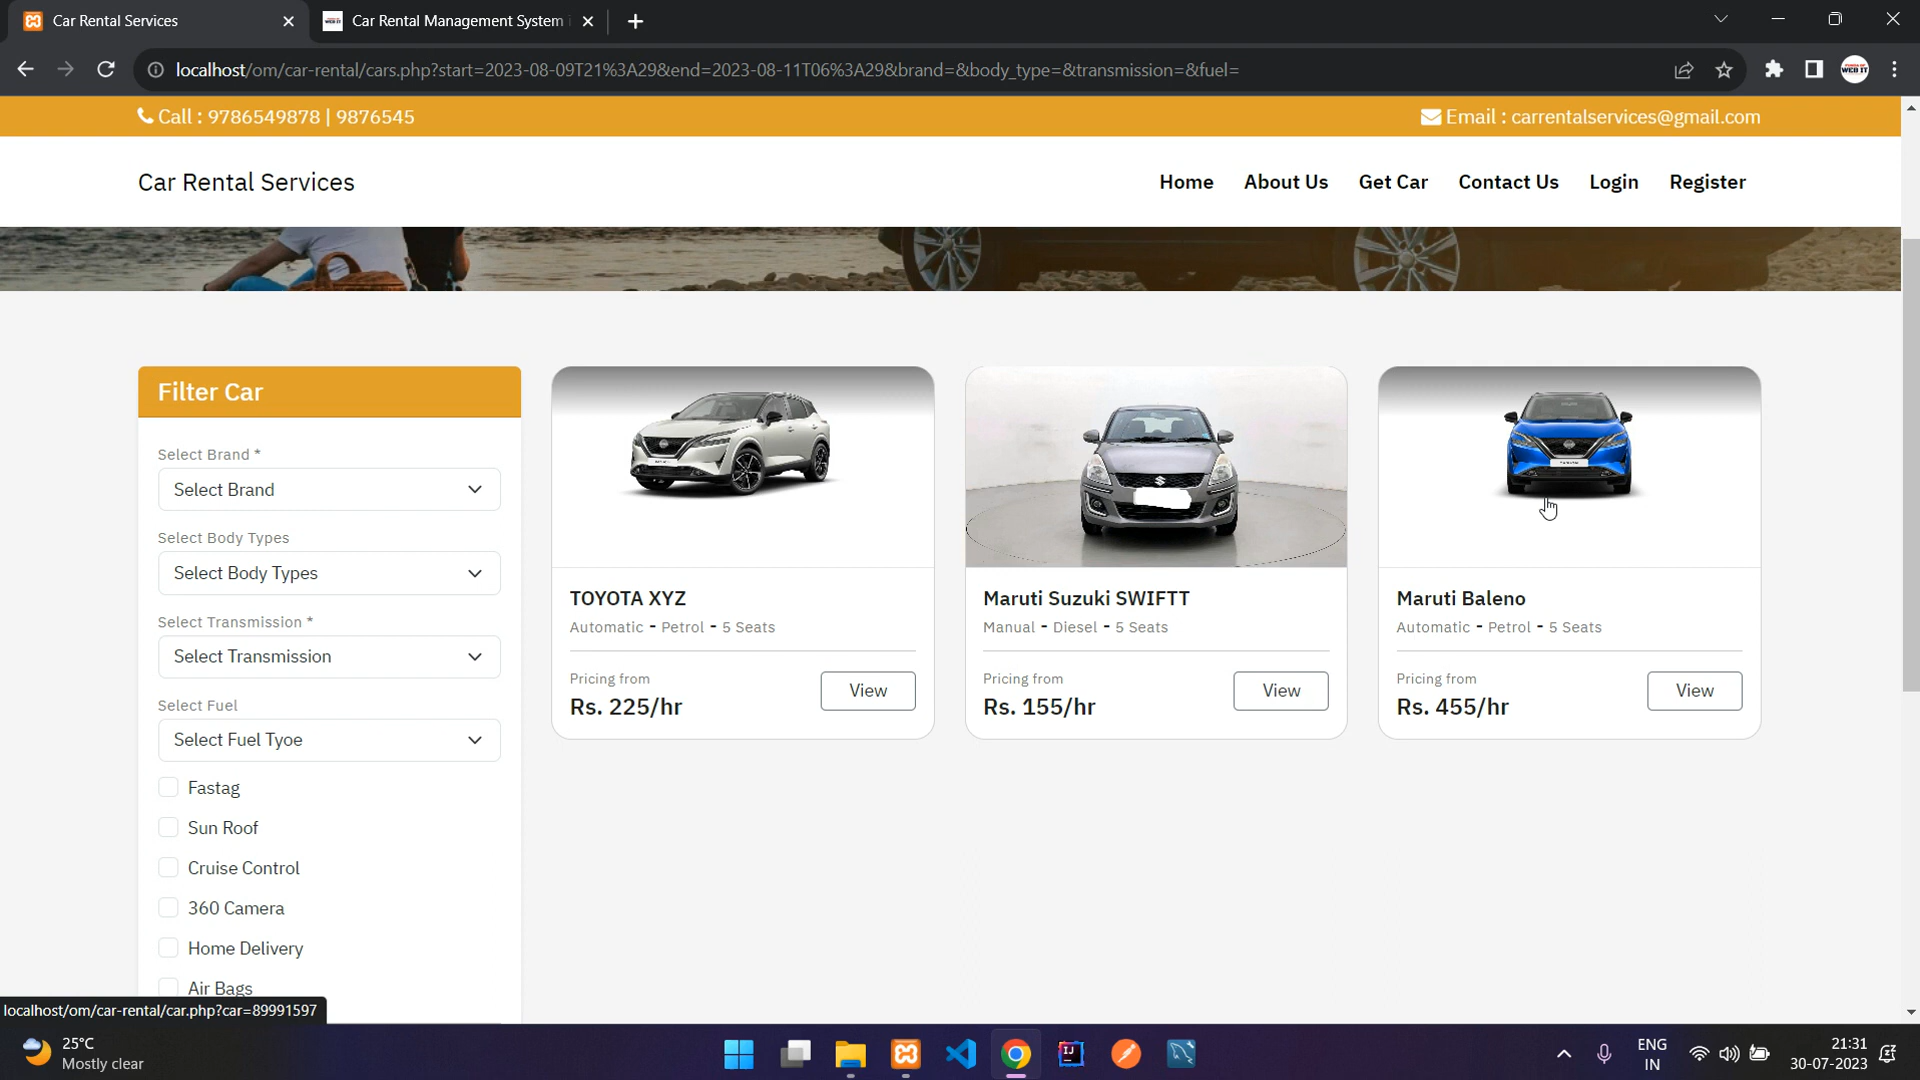 Car Rental Services
Car Rental Management System
localhost/om/car-rental/cars.php?start=2023-08-09T21%3A29&end=2023-08-11T06%3A29&brand=&body_type=&transmission=&fuel=
WEB IT
Call : 9786549878 | 9876545
Email : carrentalservices@gmail.com
Car Rental Services
Home
About Us
Get Car
Contact Us
Login
Register
Filter Car
Select Brand *
Select Brand
Select Body Types
Select Body Types
Select Transmission *
Select Transmission
Select Fuel
Select Fuel Tyoe
Fastag
Sun Roof
Cruise Control
360 Camera
Home Delivery
Air Bags
TOYOTA XYZ
Automatic - Petrol - 5 Seats
Pricing from
Rs. 225/hr
View
Maruti Suzuki SWIFTT
Manual - Diesel - 5 Seats
Pricing from
Rs. 155/hr
View
Maruti Baleno
Automatic - Petrol - 5 Seats
Pricing from
Rs. 455/hr
View
localhost/om/car-rental/car.php?car=89991597
25°C
Mostly clear
ENG
IN
21:31
30-07-2023